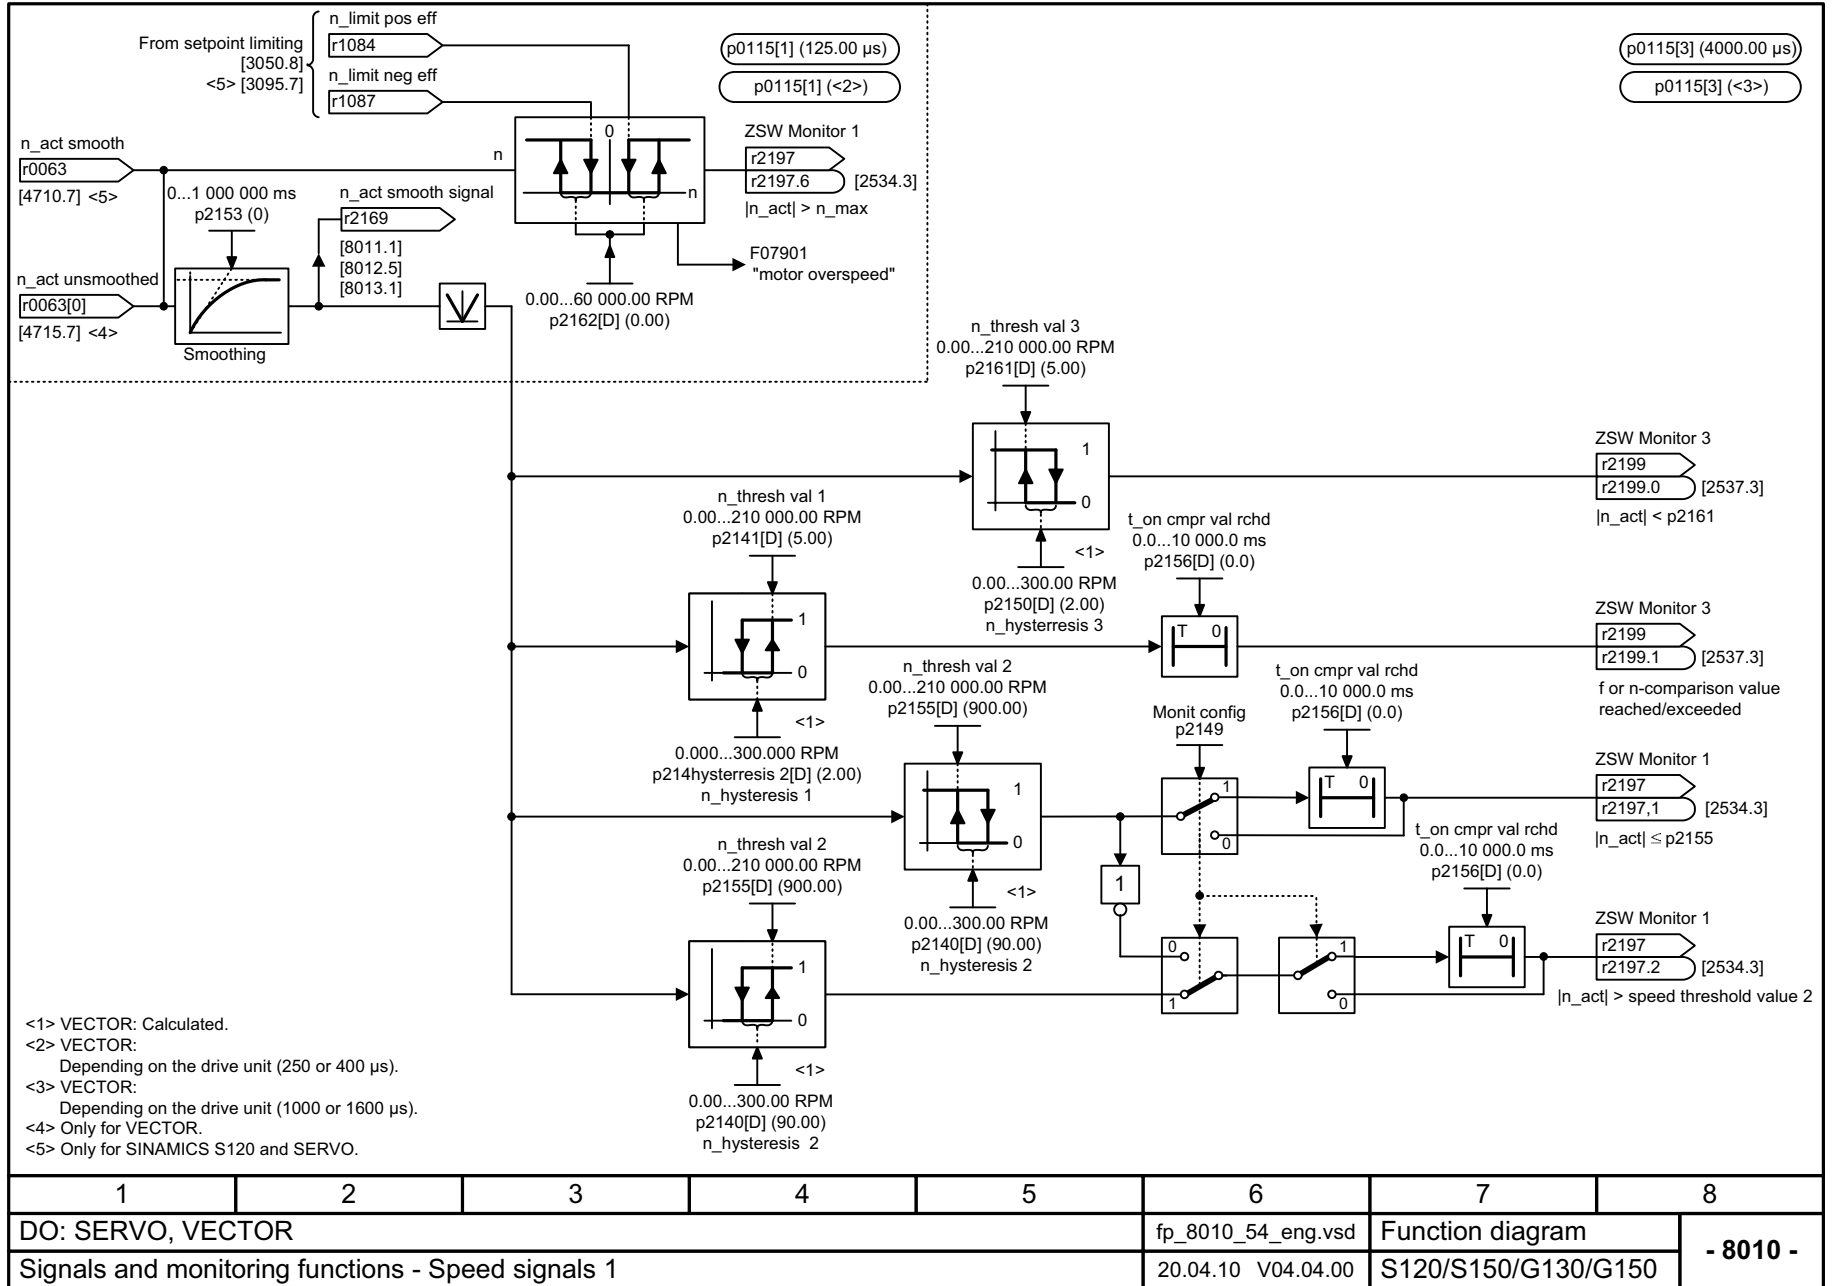 n_limit pos eff
From setpoint limiting
r1084
[3050.8]
<5> [3095.7]
n_limit neg eff
r1087
p0115[1] (125.00 µs)
p0115[1] (<2>)
p0115[3] (4000.00 µs)
p0115[3] (<3>)
n_act smooth
r0063
[4710.7] <5>
n
0
n
ZSW Monitor 1
r2197
r2197.6
[2534.3]
|n_act| > n_max
0...1 000 000 ms
p2153 (0)
n_act smooth signal
r2169
[8011.1]
[8012.5]
[8013.1]
F07901
"motor overspeed"
n_act unsmoothed
r0063[0]
[4715.7] <4>
Smoothing
0.00...60 000.00 RPM
p2162[D] (0.00)
n_thresh val 3
0.00...210 000.00 RPM
p2161[D] (5.00)
1
0
<1>
0.00...300.00 RPM
p2150[D] (2.00)
n_hysterresis 3
ZSW Monitor 3
r2199
r2199.0
[2537.3]
|n_act| < p2161
n_thresh val 1
0.00...210 000.00 RPM
p2141[D] (5.00)
1
0
<1>
0.000...300.000 RPM
p214hysterresis 2[D] (2.00)
n_hysteresis 1
t_on cmpr val rchd
0.0...10 000.0 ms
p2156[D] (0.0)
T 0
ZSW Monitor 3
r2199
r2199.1
[2537.3]
f or n-comparison value
reached/exceeded
n_thresh val 2
0.00...210 000.00 RPM
p2155[D] (900.00)
1
0
<1>
0.00...300.00 RPM
p2140[D] (90.00)
n_hysteresis 2
Monit config
p2149
1
0
t_on cmpr val rchd
0.0...10 000.0 ms
p2156[D] (0.0)
T 0
ZSW Monitor 1
r2197
r2197,1
[2534.3]
|n_act| ≤ p2155
n_thresh val 2
0.00...210 000.00 RPM
p2155[D] (900.00)
1
0
<1>
0.00...300.00 RPM
p2140[D] (90.00)
n_hysteresis 2
1
0
1
1
0
t_on cmpr val rchd
0.0...10 000.0 ms
p2156[D] (0.0)
T 0
ZSW Monitor 1
r2197
r2197.2
[2534.3]
|n_act| > speed threshold value 2
<1> VECTOR: Calculated.
<2> VECTOR:
Depending on the drive unit (250 or 400 µs).
<3> VECTOR:
Depending on the drive unit (1000 or 1600 µs).
<4> Only for VECTOR.
<5> Only for SINAMICS S120 and SERVO.
1 2 3 4 5 6 7 8
DO: SERVO, VECTOR
fp_8010_54_eng.vsd
Function diagram
- 8010 -
Signals and monitoring functions - Speed signals 1
20.04.10 V04.04.00
S120/S150/G130/G150